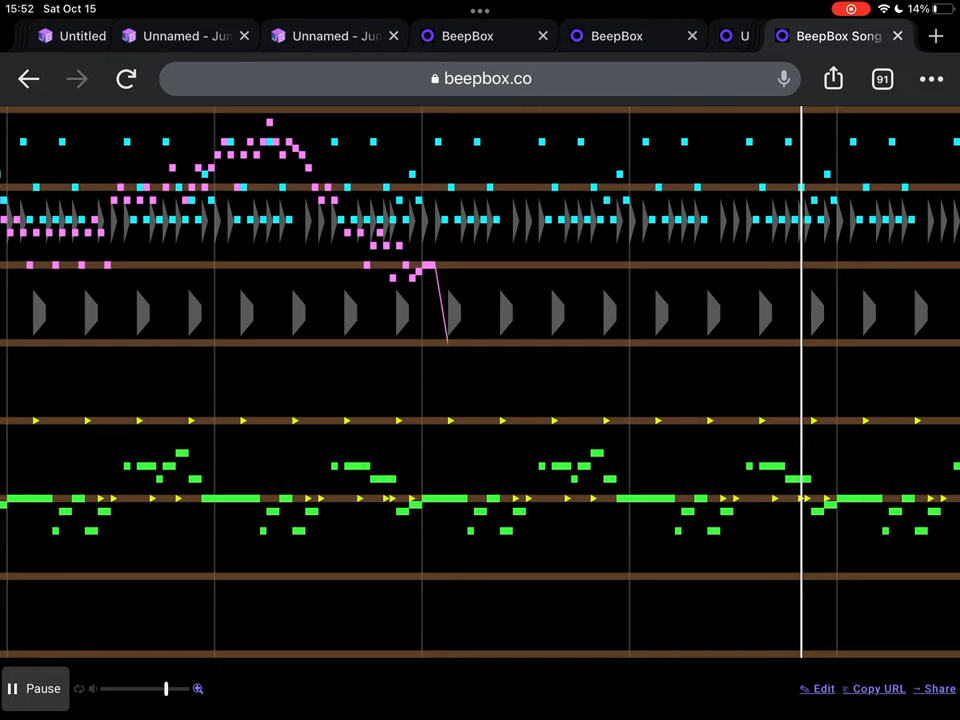 15:52 Sat Oct 15 14%
Untitled Unnamed - Jun Unnamed - Jun BeepBox BeepBox U BeepBox Song
beepbox.co 91
Pause Edit Copy URL Share